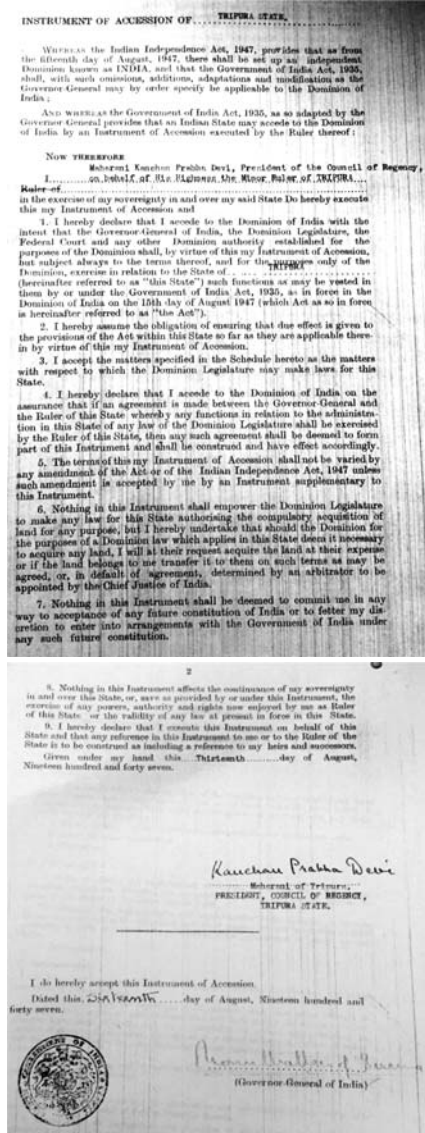 INSTRUMENT OF ACCESSION OF TRIPURA STATE.
WHEREAS the Indian Independence Act, 1947, provides that as from
the fifteenth day of August, 1947, there shall be set up an independent
Dominion known as INDIA, and that the Government of India Act, 1935,
shall, with such omissions, additions, adaptations and modifications as the
Governor-General may by order specify be applicable to the Dominion of
India;
AND WHEREAS the Government of India Act, 1935, as so adapted by the
Governor-General provides that an Indian State may accede to the Dominion
of India by an Instrument of Accession executed by the Ruler thereof:
NOW THEREFORE
Maharani Kanchan Prabha Devi, President of the Council of Regency,
I on behalf of His Highness the Minor Ruler of TRIPURA
Ruler of
in the exercise of my sovereignty in and over my said State Do hereby execute
this my Instrument of Accession and
1. I hereby declare that I accede to the Dominion of India with the
intent that the Governor-General of India, the Dominion Legislature, the
Federal Court and any other Dominion authority established for the
purposes of the Dominion shall, by virtue of this my Instrument of Accession,
but subject always to the terms thereof, and for the purposes only of the
Dominion, exercise in relation to the State of TRIPURA
(hereinafter referred to as "this State") such functions as may be vested in
them by or under the Government of India Act, 1935, as in force in the
Dominion of India on the 15th day of August 1947 (which Act as so in force
is hereinafter referred to as "the Act").
2. I hereby assume the obligation of ensuring that due effect is given to
the provisions of the Act within this State so far as they are applicable there-
in by virtue of this my Instrument of Accession.
3. I accept the matters specified in the Schedule hereto as the matters
with respect to which the Dominion Legislature may make laws for this
State.
4. I hereby declare that I accede to the Dominion of India on the
assurance that if an agreement is made between the Governor-General and
the Ruler of this State whereby any functions in relation to the administra-
tion in this State of any law of the Dominion Legislature shall be exercised
by the Ruler of this State, then any such agreement shall be deemed to form
part of this Instrument and shall be construed and have effect accordingly.
5. The terms of this my Instrument of Accession shall not be varied by
any amendment of the Act or of the Indian Independence Act, 1947 unless
such amendment is accepted by me by an Instrument supplementary to
this Instrument.
6. Nothing in this Instrument shall empower the Dominion Legislature
to make any law for this State authorising the compulsory acquisition of
land for any purpose, but I hereby undertake that should the Dominion for
the purposes of a Dominion law which applies in this State deem it necessary
to acquire any land, I will at their request acquire the land at their expense
or if the land belongs to me transfer it to them on such terms as may be
agreed, or, in default of agreement, determined by an arbitrator to be
appointed by the Chief Justice of India.
7. Nothing in this Instrument shall be deemed to commit me in any
way to acceptance of any future constitution of India or to fetter my dis-
cretion to enter into arrangements with the Government of India under
any such future constitution.
2
8. Nothing in this Instrument affects the continuance of my sovereignty
in and over this State, or, save as provided by or under this Instrument, the
exercise of any powers, authority and rights now enjoyed by me as Ruler
of this State or the validity of any law at present in force in this State.
9. I hereby declare that I execute this Instrument on behalf of this
State and that any reference in this Instrument to me or to the Ruler of the
State is to be construed as including a reference to my heirs and successors.
Given under my hand this Thirteenth day of August,
Nineteen hundred and forty seven.
Kanchan Prabha Devi
Maharani of Tripura,
PRESIDENT, COUNCIL OF REGENCY,
TRIPURA STATE.
I do hereby accept this Instrument of Accession
Dated this Sixteenth day of August, Nineteen hundred and
forty seven.
(Governor-General of India)
GOVERNMENT OF INDIA